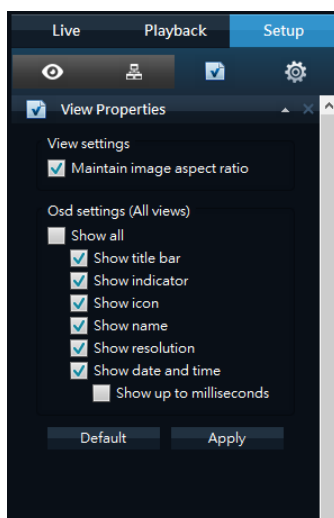 Live Playback Setup
View Properties
View settings
Maintain image aspect ratio
Osd settings (All views)
Show all
Show title bar
Show indicator
Show icon
Show name
Show resolution
Show date and time
Show up to milliseconds
Default Apply